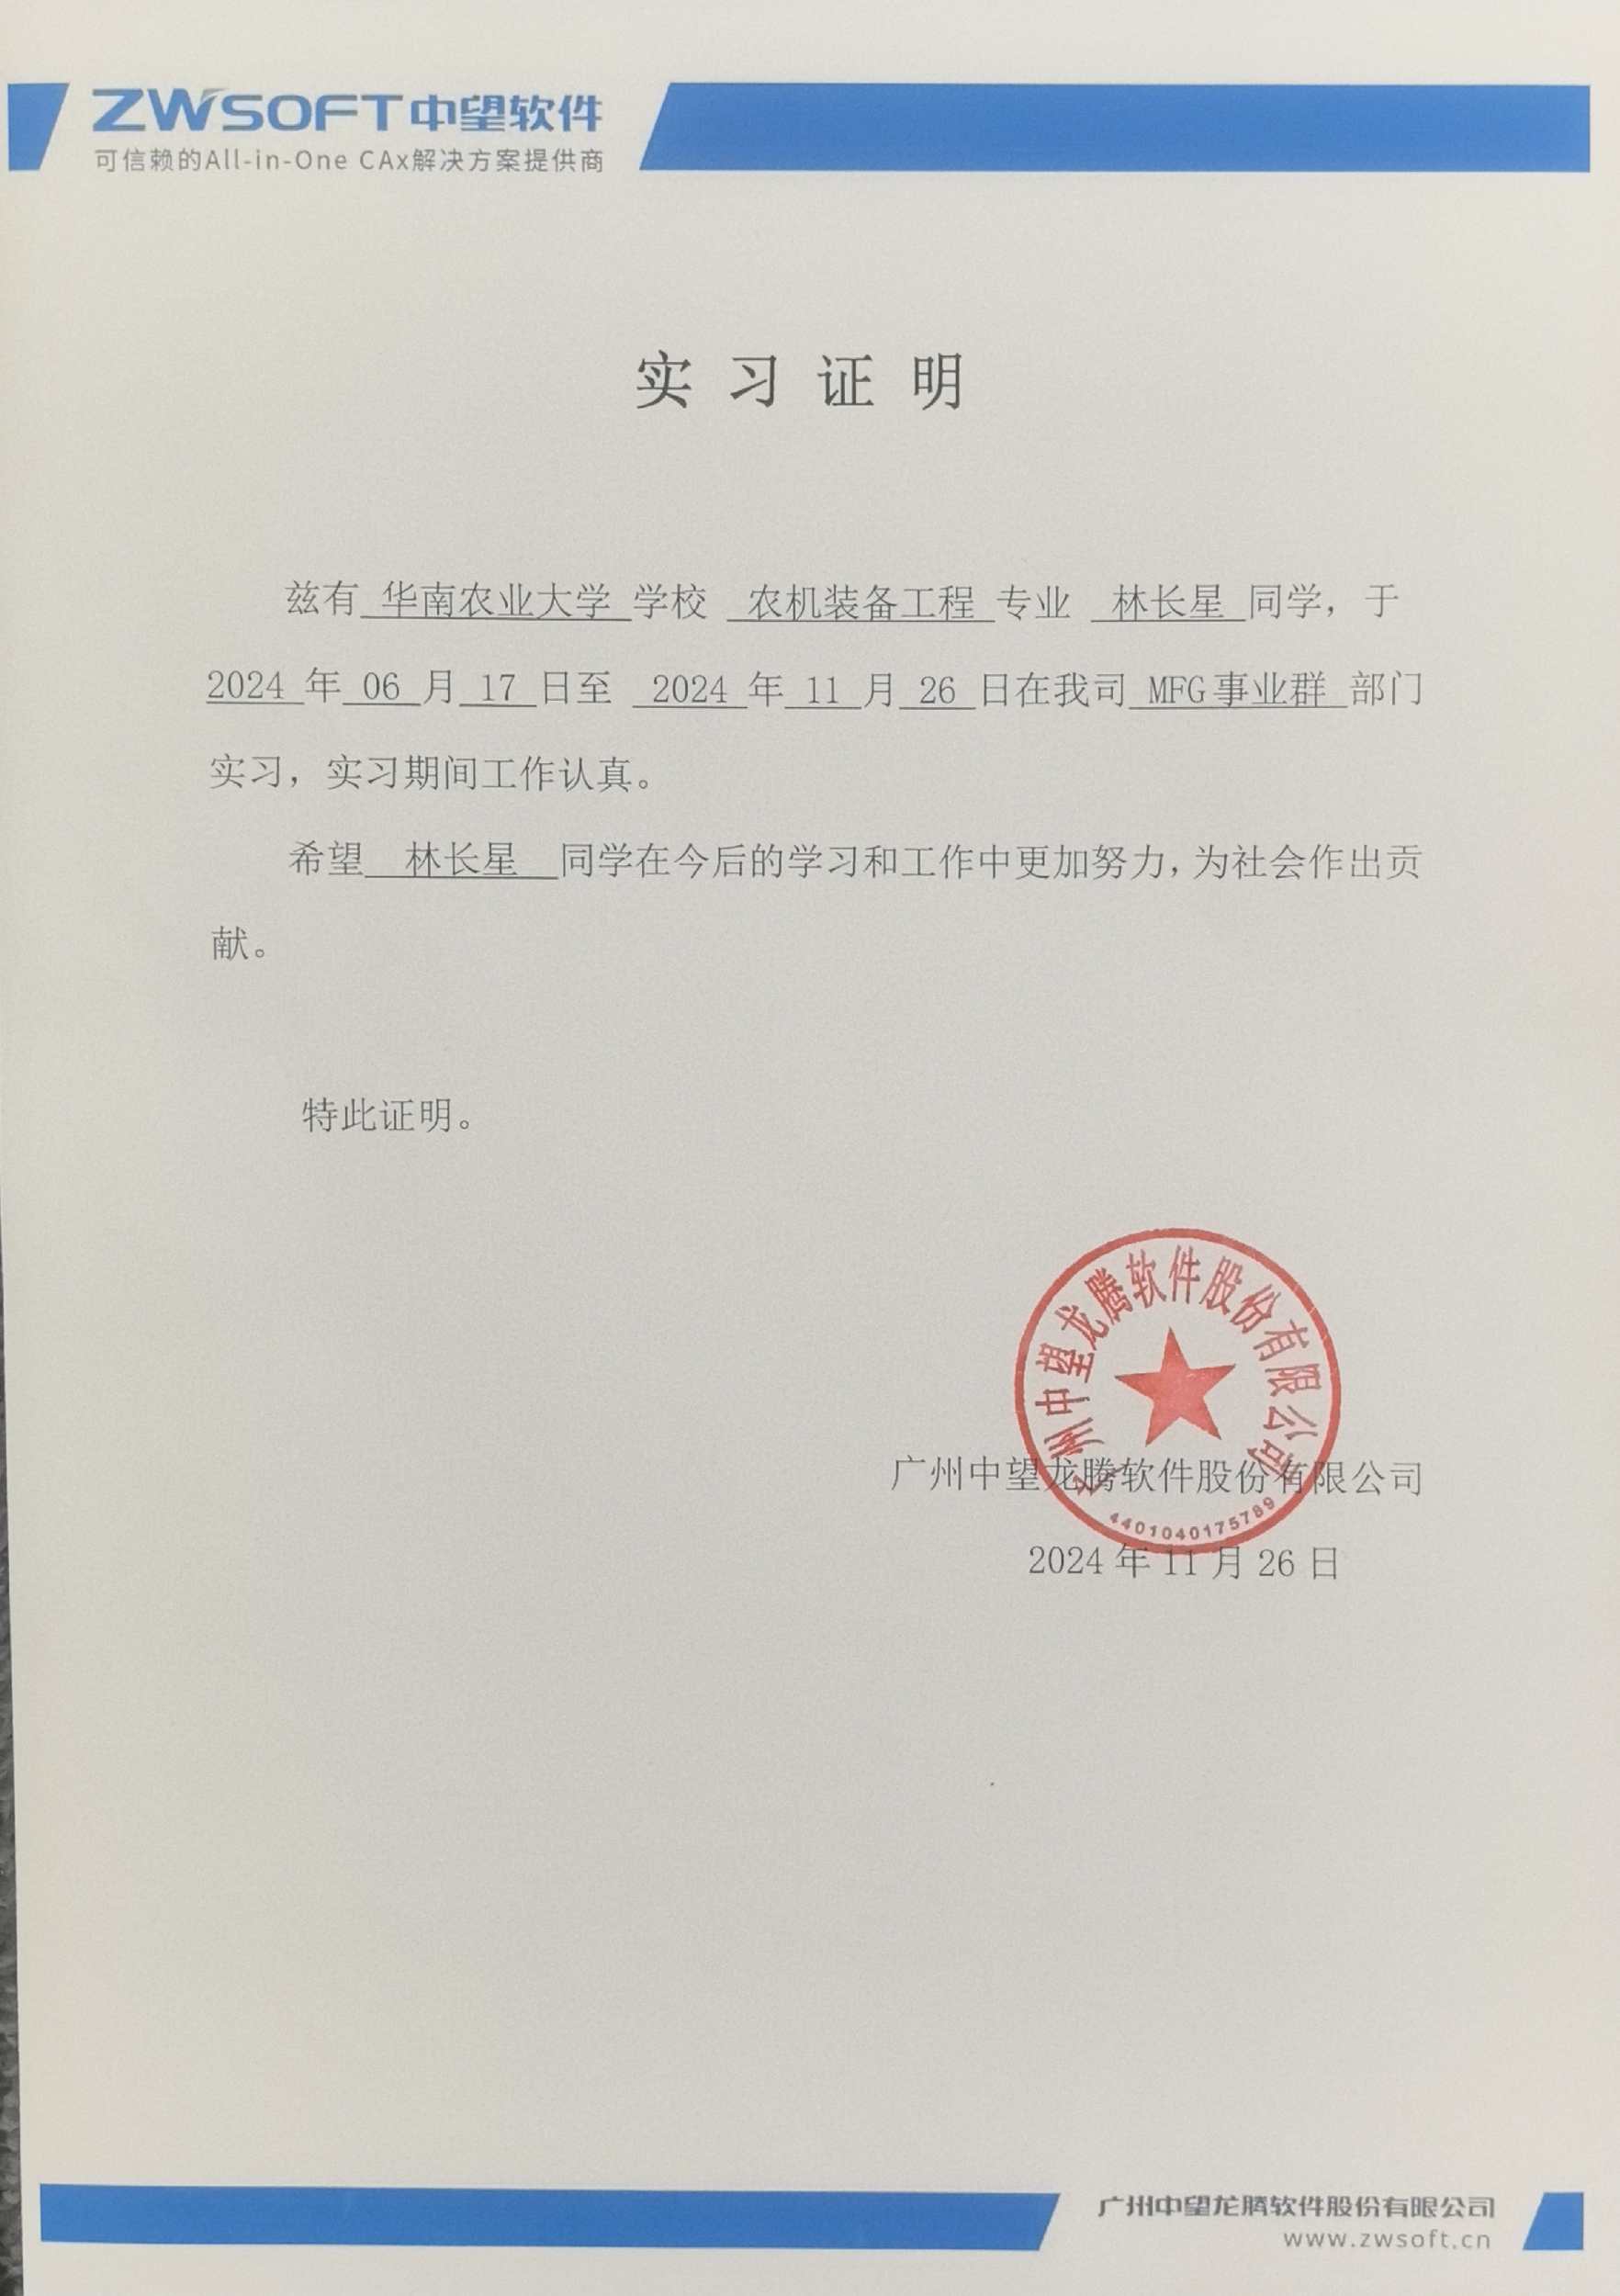 ZWSOFT中望软件
可信赖的All-in-One CAx解决方案提供商
实习证明
兹有 华南农业大学 学校 农机装备工程 专业 林长星 同学，于
2024 年 06 月 17 日至 2024 年 11 月 26 日在我司 MFG事业群 部门
实习，实习期间工作认真。
希望 林长星 同学在今后的学习和工作中更加努力，为社会作出贡
献。
特此证明。
广州中望龙腾软件股份有限公司
4401040175789
广州中望龙腾软件股份有限公司
2024 年 11 月 26 日
广州中望龙腾软件股份有限公司
www.zwsoft.cn